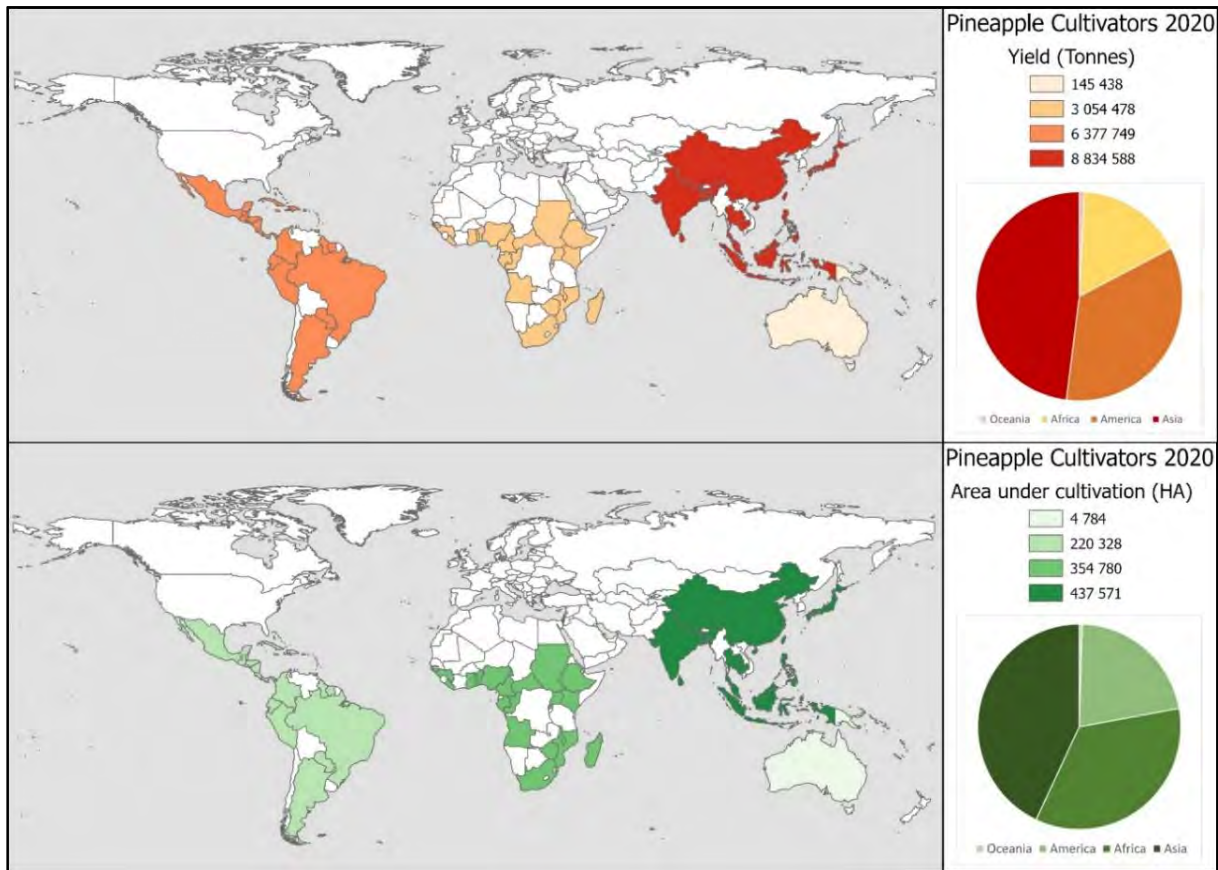 Pineapple Cultivators 2020
Yield (Tonnes)
145 438
3 054 478
6 377 749
8 834 588
Oceania Africa America Asia
Pineapple Cultivators 2020
Area under cultivation (HA)
4 784
220 328
354 780
437 571
Oceania America Africa Asia